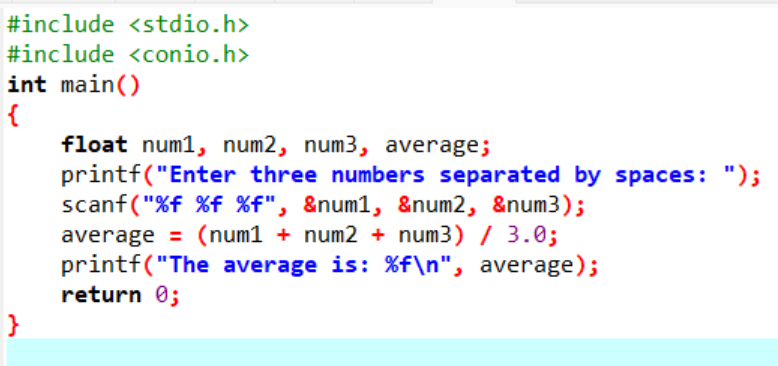 #include <stdio.h>
#include <conio.h>
int main()
{
    float num1, num2, num3, average;
    printf("Enter three numbers separated by spaces: ");
    scanf("%f %f %f", &num1, &num2, &num3);
    average = (num1 + num2 + num3) / 3.0;
    printf("The average is: %f\n", average);
    return 0;
}